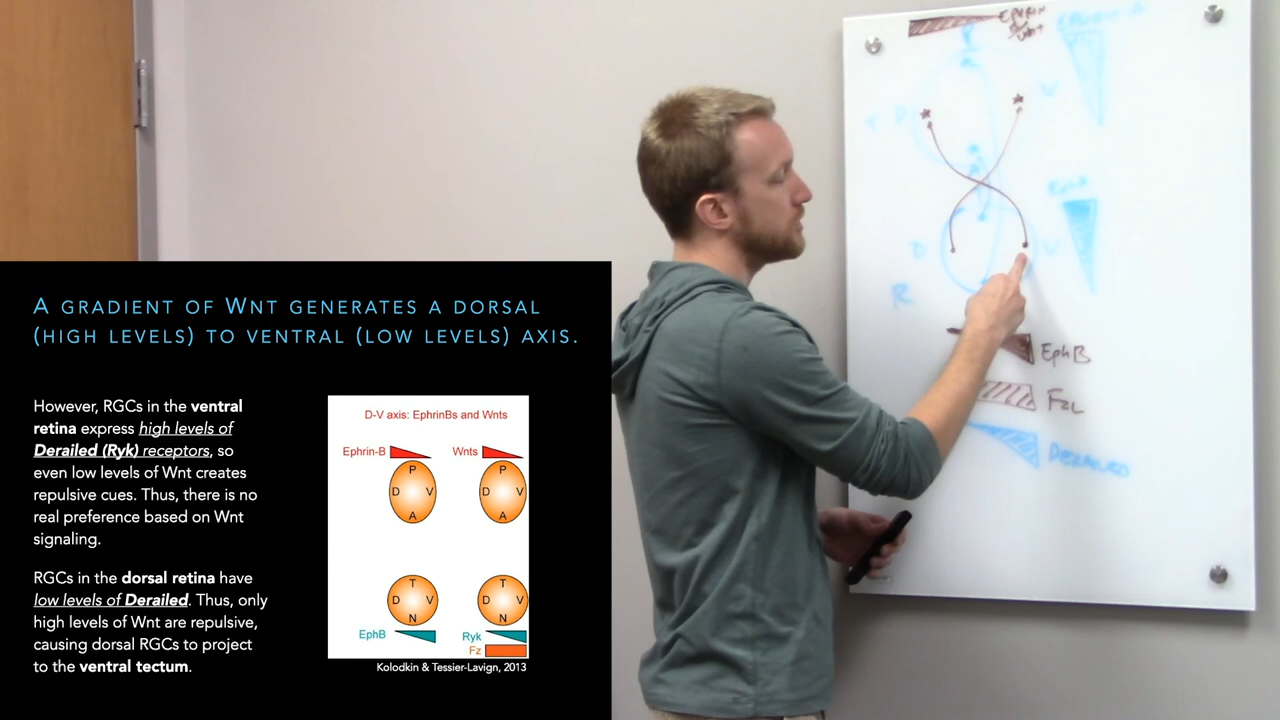 A GRADIENT OF WNT GENERATES A DORSAL
(HIGH LEVELS) TO VENTRAL (LOW LEVELS) AXIS.
However, RGCs in the ventral
retina express high levels of
Derailed (Ryk) receptors, so
even low levels of Wnt creates
repulsive cues. Thus, there is no
real preference based on Wnt
signaling.
RGCs in the dorsal retina have
low levels of Derailed. Thus, only
high levels of Wnt are repulsive,
causing dorsal RGCs to project
to the ventral tectum.
D-V axis: EphrinBs and Wnts
Ephrin-B Wnts
P P
D V D V
A A
T T
D V D V
N N
EphB Ryk
Fz
Kolodkin & Tessier-Lavign, 2013
EPHRIN
V
D
D V
R
EphB
FZL
DERAILED